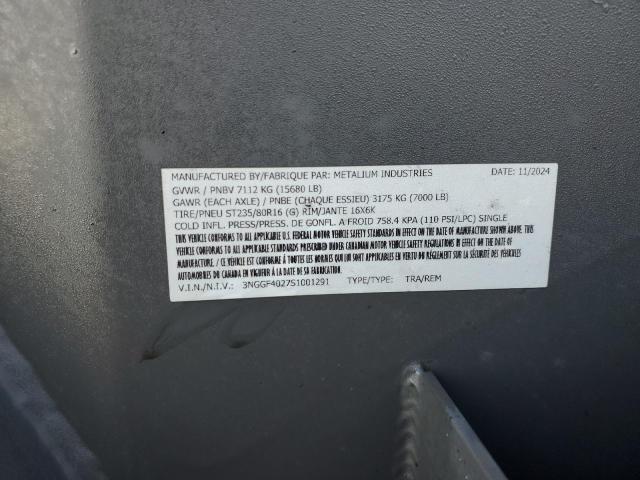 MANUFACTURED BY/FABRIQUE PAR: METALIUM INDUSTRIES DATE: 11/2024
GVWR / PNBV 7112 KG (15680 LB)
GAWR (EACH AXLE) / PNBE (CHAQUE ESSIEU) 3175 KG (7000 LB)
TIRE/PNEU ST235/80R16 (G) RIM/JANTE 16X6K
COLD INFL. PRESS/PRESS. DE GONFL. A FROID 758.4 KPA (110 PSI/LPC) SINGLE
THIS VEHICLE CONFORMS TO ALL APPLICABLE U.S. FEDERAL MOTOR VEHICLE SAFETY STANDARDS IN EFFECT ON THE DATE OF MANUFACTURE. THIS
VEHICLE CONFORMS TO ALL APPLICABLE STANDARDS PRESCRIBED UNDER CANADIAN MOTOR VEHICLE SAFETY REGULATIONS IN EFFECT ON THE DATE OF
MANUFACTURE. / CE VÉHICULE EST CONFORME A TOUTES LES NORMES QUI LUI SONT APPLICABLES EN VERTU DU RÈGLEMENT SUR LA SÉCURITÉ DES VÉHICULES
AUTOMOBILES DU CANADA EN VIGUEUR A LA DATE DE SA FABRICATION.
V.I.N./N.I.V.: 3NGGF4027S1001291 TYPE/TYPE: TRA/REM